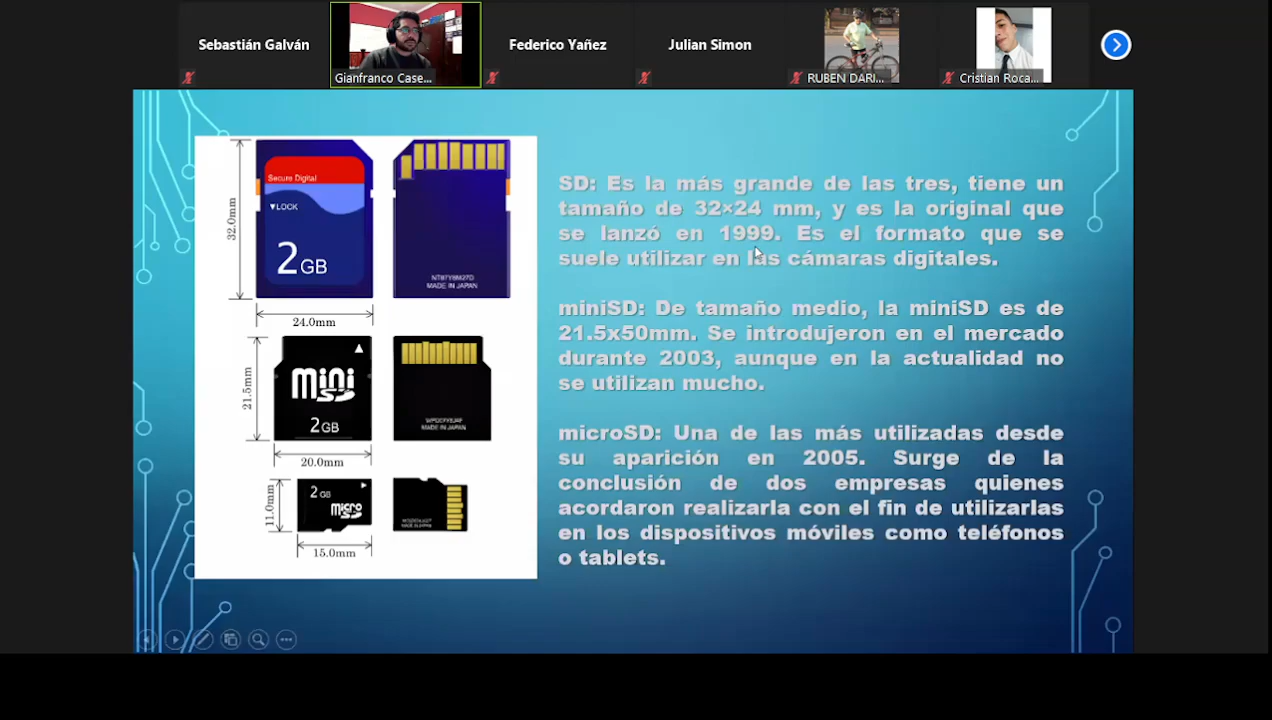 Sebastián Galván
Gianfranco Case...
Federico Yañez
Julian Simon
RUBEN DARI...
Cristian Roca...
32.0mm
Secure Digital
▼LOCK
2GB
MADE IN JAPAN
24.0mm
SD: Es la más grande de las tres, tiene un
tamaño de 32×24 mm, y es la original que
se lanzó en 1999. Es el formato que se
suele utilizar en las cámaras digitales.
21.5mm
mini
SD
2GB
MADE IN JAPAN
20.0mm
miniSD: De tamaño medio, la miniSD es de
21.5x50mm. Se introdujeron en el mercado
durante 2003, aunque en la actualidad no
se utilizan mucho.
11.0mm
2GB
micro
SD
15.0mm
microSD: Una de las más utilizadas desde
su aparición en 2005. Surge de la
conclusión de dos empresas quienes
acordaron realizarla con el fin de utilizarlas
en los dispositivos móviles como teléfonos
o tablets.